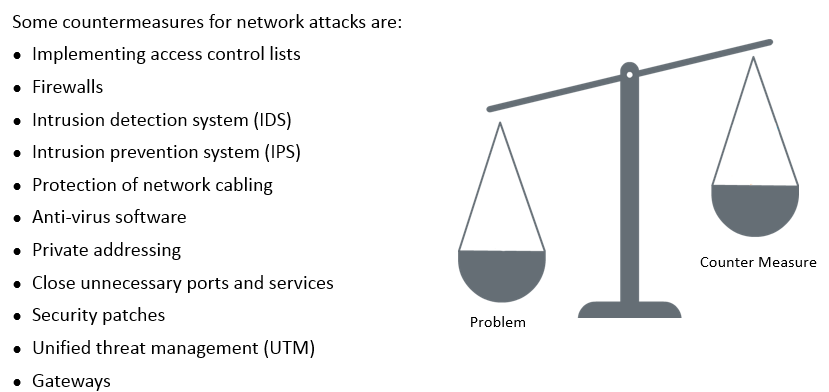 Some countermeasures for network attacks are:
• Implementing access control lists
• Firewalls
• Intrusion detection system (IDS)
• Intrusion prevention system (IPS)
• Protection of network cabling
• Anti-virus software
• Private addressing
• Close unnecessary ports and services
• Security patches
• Unified threat management (UTM)
• Gateways
Counter Measure
Problem